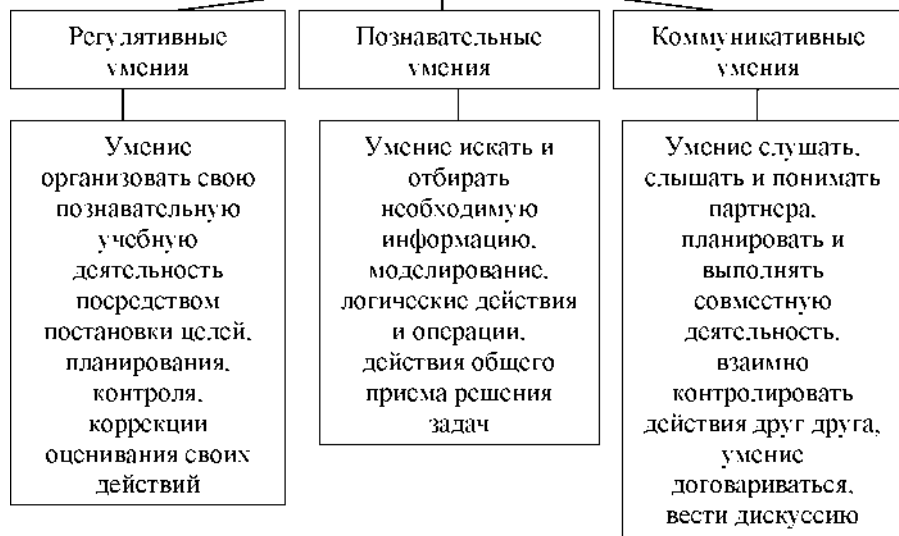 Регулятивные
умения
Познавательные
умения
Коммуникативные
умения
Умение
организовать свою
познавательную
учебную
деятельность
посредством
постановки целей,
планирования,
контроля,
коррекции
оценивания своих
действий
Умение искать и
отбирать
необходимую
информацию,
моделирование,
логические действия
и операции,
действия общего
приема решения
задач
Умение слушать,
слышать и понимать
партнера,
планировать и
выполнять
совместную
деятельность,
взаимно
контролировать
действия друг друга,
умение
договариваться,
вести дискуссию